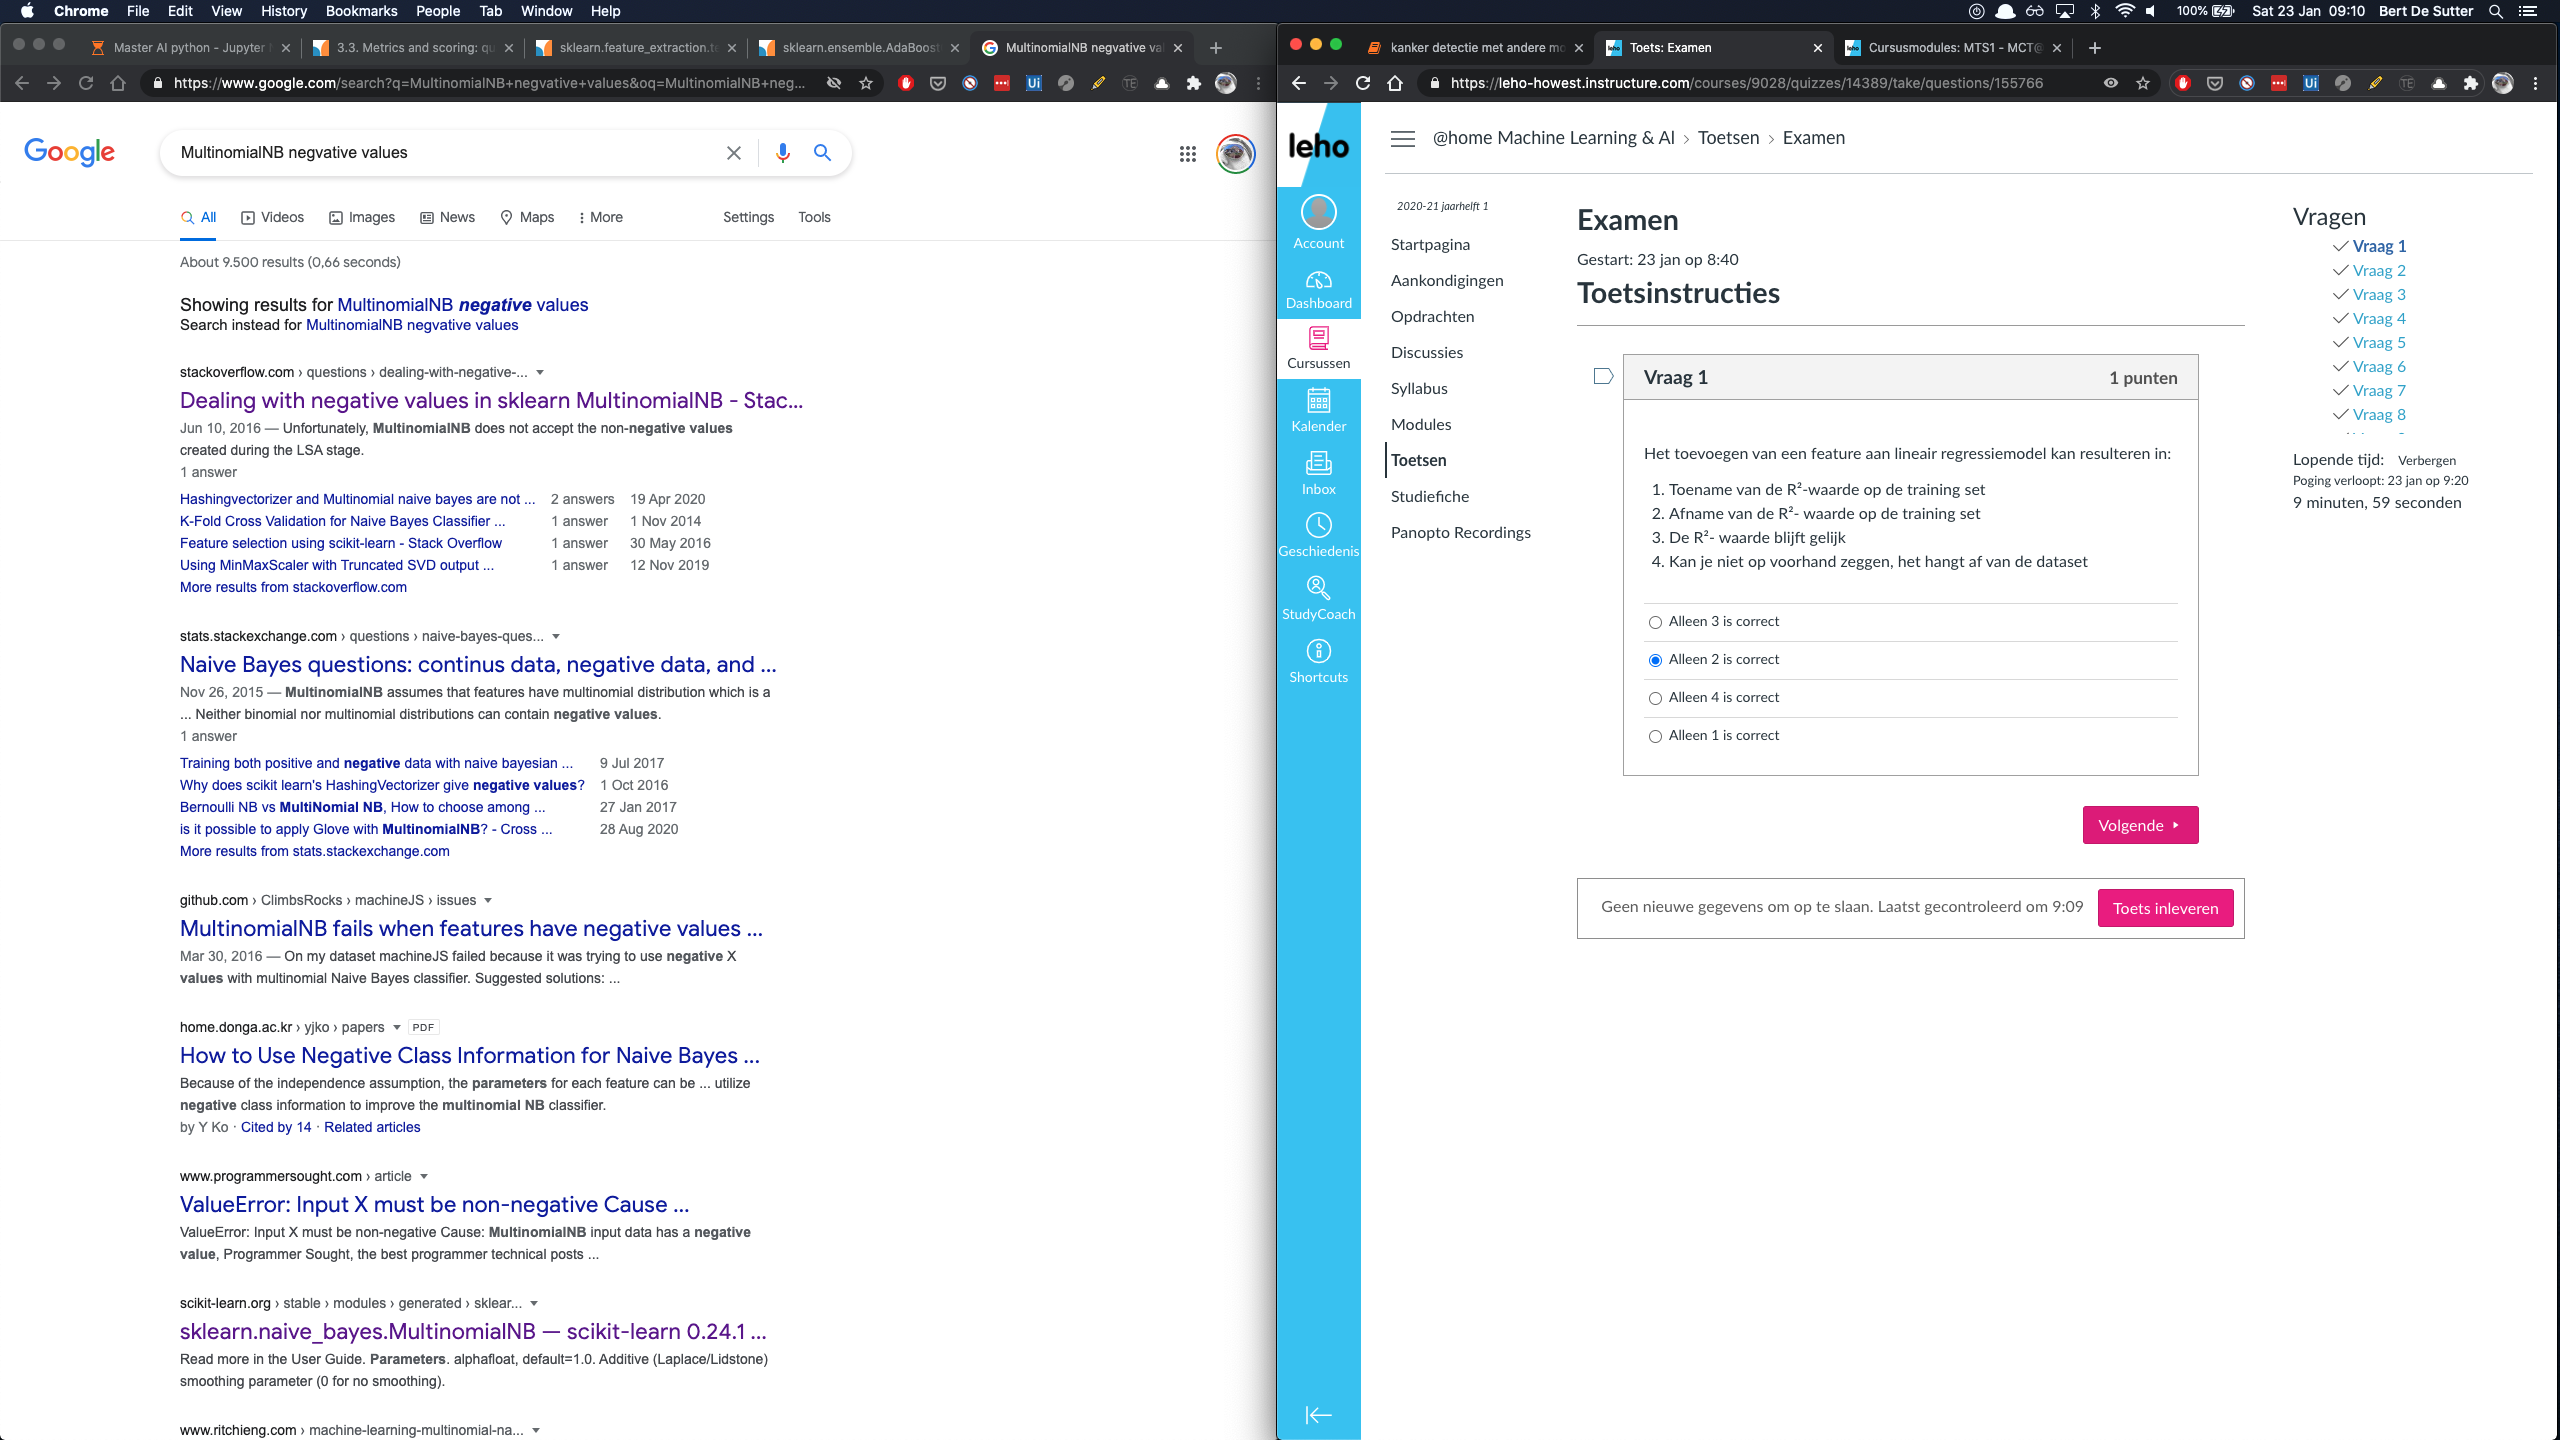 Chrome File Edit View History Bookmarks People Tab Window Help
100% Sat 23 Jan 09:10 Bert De Sutter
Master AI python - Jupyter
3.3. Metrics and scoring: qu
sklearn.feature_extraction.te
sklearn.ensemble.AdaBoost
MultinomialNB negvative va
https://www.google.com/search?q=MultinomialNB+negvative+values&oq=MultinomialNB+neg...
Google
MultinomialNB negvative values
All Videos Images News Maps More Settings Tools
About 9.500 results (0,66 seconds)
Showing results for MultinomialNB negative values
Search instead for MultinomialNB negvative values
stackoverflow.com › questions › dealing-with-negative-...
Dealing with negative values in sklearn MultinomialNB - Stac...
Jun 10, 2016 — Unfortunately, MultinomialNB does not accept the non-negative values
created during the LSA stage.
1 answer
Hashingvectorizer and Multinomial naive bayes are not ... 2 answers 19 Apr 2020
K-Fold Cross Validation for Naive Bayes Classifier ... 1 answer 1 Nov 2014
Feature selection using scikit-learn - Stack Overflow 1 answer 30 May 2016
Using MinMaxScaler with Truncated SVD output ... 1 answer 12 Nov 2019
More results from stackoverflow.com
stats.stackexchange.com › questions › naive-bayes-ques...
Naive Bayes questions: continus data, negative data, and ...
Nov 26, 2015 — MultinomialNB assumes that features have multinomial distribution which is a
... Neither binomial nor multinomial distributions can contain negative values.
1 answer
Training both positive and negative data with naive bayesian ... 9 Jul 2017
Why does scikit learn's HashingVectorizer give negative values? 1 Oct 2016
Bernoulli NB vs MultiNomial NB, How to choose among ... 27 Jan 2017
is it possible to apply Glove with MultinomialNB? - Cross ... 28 Aug 2020
More results from stats.stackexchange.com
github.com › ClimbsRocks › machineJS › issues
MultinomialNB fails when features have negative values ...
Mar 30, 2016 — On my dataset machineJS failed because it was trying to use negative X
values with multinomial Naive Bayes classifier. Suggested solutions: ...
home.donga.ac.kr › yjko › papers PDF
How to Use Negative Class Information for Naive Bayes ...
Because of the independence assumption, the parameters for each feature can be ... utilize
negative class information to improve the multinomial NB classifier.
by Y Ko · Cited by 14 · Related articles
www.programmersought.com › article
ValueError: Input X must be non-negative Cause ...
ValueError: Input X must be non-negative Cause: MultinomialNB input data has a negative
value, Programmer Sought, the best programmer technical posts ...
scikit-learn.org › stable › modules › generated › sklear...
sklearn.naive_bayes.MultinomialNB — scikit-learn 0.24.1 ...
Read more in the User Guide. Parameters. alphafloat, default=1.0. Additive (Laplace/Lidstone)
smoothing parameter (0 for no smoothing).
www.ritchieng.com › machine-learning-multinomial-na...
kanker detectie met andere mo
Toets: Examen
Cursusmodules: MTS1 - MCT@
https://leho-howest.instructure.com/courses/9028/quizzes/14389/take/questions/155766
leho
Account
Dashboard
Cursussen
Kalender
Inbox
Geschiedenis
StudyCoach
Shortcuts
@home Machine Learning & AI › Toetsen › Examen
2020-21 jaarhelft 1
Startpagina
Aankondigingen
Opdrachten
Discussies
Syllabus
Modules
Toetsen
Studiefiche
Panopto Recordings
Examen
Gestart: 23 jan op 8:40
Toetsinstructies
Vraag 1 1 punten
Het toevoegen van een feature aan lineair regressiemodel kan resulteren in:
1. Toename van de R²-waarde op de training set
2. Afname van de R²- waarde op de training set
3. De R²- waarde blijft gelijk
4. Kan je niet op voorhand zeggen, het hangt af van de dataset
Alleen 3 is correct
Alleen 2 is correct
Alleen 4 is correct
Alleen 1 is correct
Volgende
Geen nieuwe gegevens om op te slaan. Laatst gecontroleerd om 9:09 Toets inleveren
Vragen
Vraag 1
Vraag 2
Vraag 3
Vraag 4
Vraag 5
Vraag 6
Vraag 7
Vraag 8
Lopende tijd: Verbergen
Poging verloopt: 23 jan op 9:20
9 minuten, 59 seconden